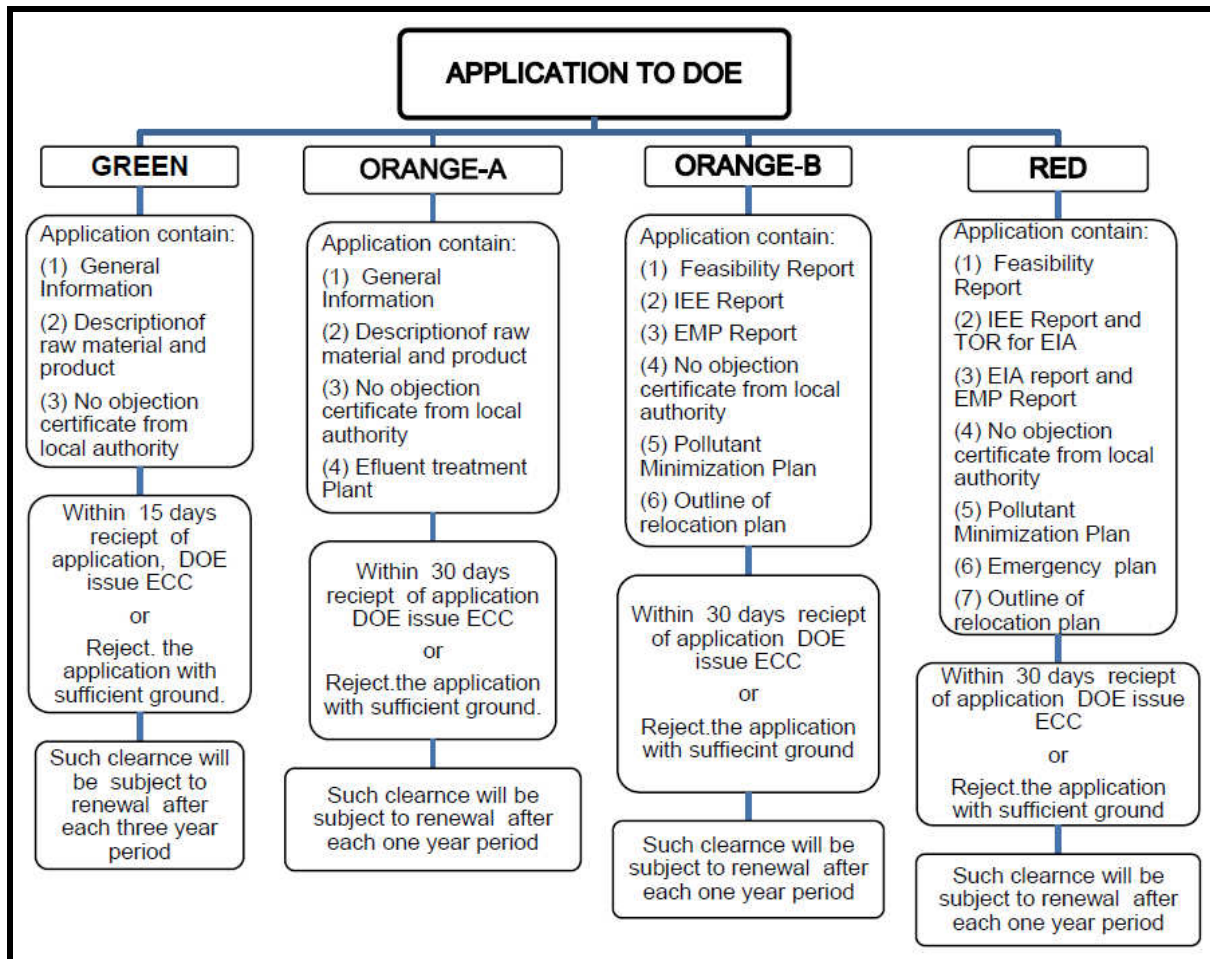 APPLICATION TO DOE
GREEN
Application contain:
(1) General
Information
(2) Descriptionof
raw material and
product
(3) No objection
certificate from
local authority
Within 15 days
reciept of
application, DOE
issue ECC
or
Reject. the
application with
sufficient ground.
Such clearnce will
be subject to
renewal after
each three year
period
ORANGE-A
Application contain:
(1) General
Information
(2) Descriptionof raw
material and product
(3) No objection
certificate from local
authority
(4) Efluent treatment
Plant
Within 30 days
reciept of application
DOE issue ECC
or
Reject.the application
with sufficient ground.
Such clearnce will be
subject to renewal after
each one year period
ORANGE-B
Application contain:
(1) Feasibility Report
(2) IEE Report
(3) EMP Report
(4) No objection
certificate from local
authority
(5) Pollutant
Minimization Plan
(6) Outline of
relocation plan
Within 30 days reciept
of application DOE
issue ECC
or
Reject.the application
with suffiecint ground
Such clearnce will be
subject to renewal after
each one year period
RED
Application contain:
(1) Feasibility
Report
(2) IEE Report and
TOR for EIA
(3) EIA report and
EMP Report
(4) No objection
certificate from local
authority
(5) Pollutant
Minimization Plan
(6) Emergency plan
(7) Outline of
relocation plan
Within 30 days reciept
of application DOE issue
ECC
or
Reject.the application
with sufficient ground
Such clearnce will be
subject to renewal after
each one year period